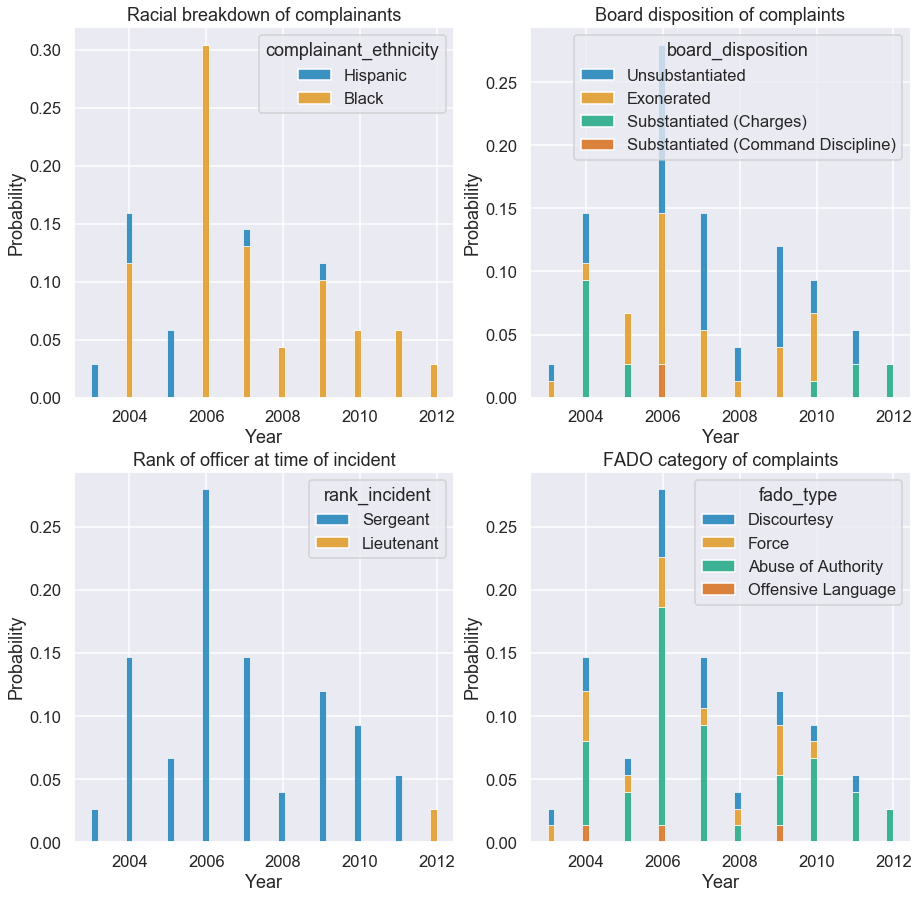 Racial breakdown of complainants
Probability
0.30
0.25
0.20
0.15
0.10
0.05
0.00
complainant_ethnicity
Hispanic
Black
2004 2006 2008 2010 2012
Year
Board disposition of complaints
Probability
0.25
0.20
0.15
0.10
0.05
0.00
board_disposition
Unsubstantiated
Exonerated
Substantiated (Charges)
Substantiated (Command Discipline)
2004 2006 2008 2010 2012
Year
Rank of officer at time of incident
Probability
0.25
0.20
0.15
0.10
0.05
0.00
rank_incident
Sergeant
Lieutenant
2004 2006 2008 2010 2012
Year
FADO category of complaints
Probability
0.25
0.20
0.15
0.10
0.05
0.00
fado_type
Discourtesy
Force
Abuse of Authority
Offensive Language
2004 2006 2008 2010 2012
Year